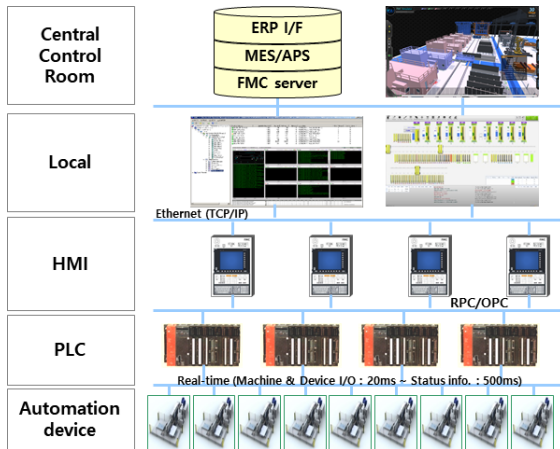 Central
Control
Room
ERP I/F
MES/APS
FMC server
Local
Ethernet (TCP/IP)
HMI
RPC/OPC
PLC
Real-time (Machine & Device I/O : 20ms ~ Status info. : 500ms)
Automation
device